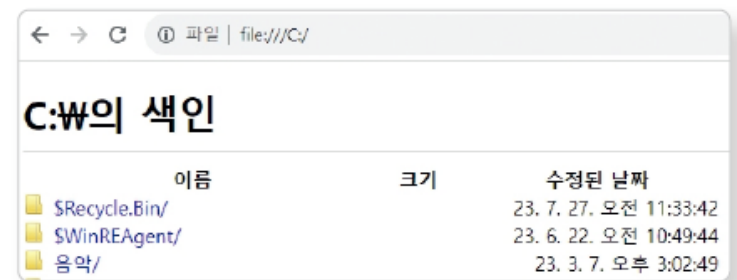 파일 | file:///C:/
C:₩의 색인
이름 크기 수정된 날짜
$Recycle.Bin/ 23. 7. 27. 오전 11:33:42
$WinREAgent/ 23. 6. 22. 오전 10:49:44
음악/ 23. 3. 7. 오후 3:02:49